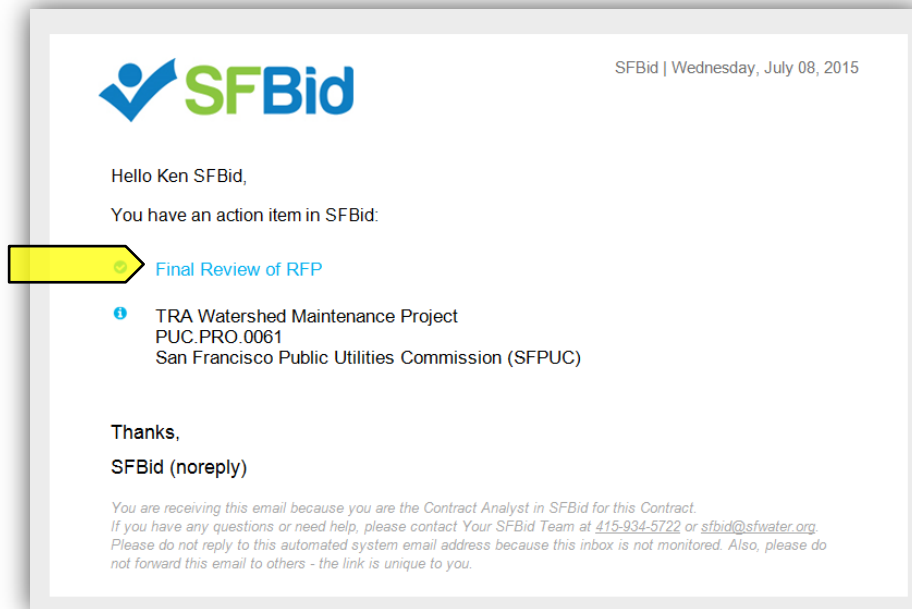 SFBid
SFBid | Wednesday, July 08, 2015
Hello Ken SFBid,
You have an action item in SFBid:
Final Review of RFP
TRA Watershed Maintenance Project
PUC.PRO.0061
San Francisco Public Utilities Commission (SFPUC)
Thanks,
SFBid (noreply)
You are receiving this email because you are the Contract Analyst in SFBid for this Contract.
If you have any questions or need help, please contact Your SFBid Team at 415-934-5722 or sfbid@sfwater.org.
Please do not reply to this automated system email address because this inbox is not monitored. Also, please do
not forward this email to others - the link is unique to you.